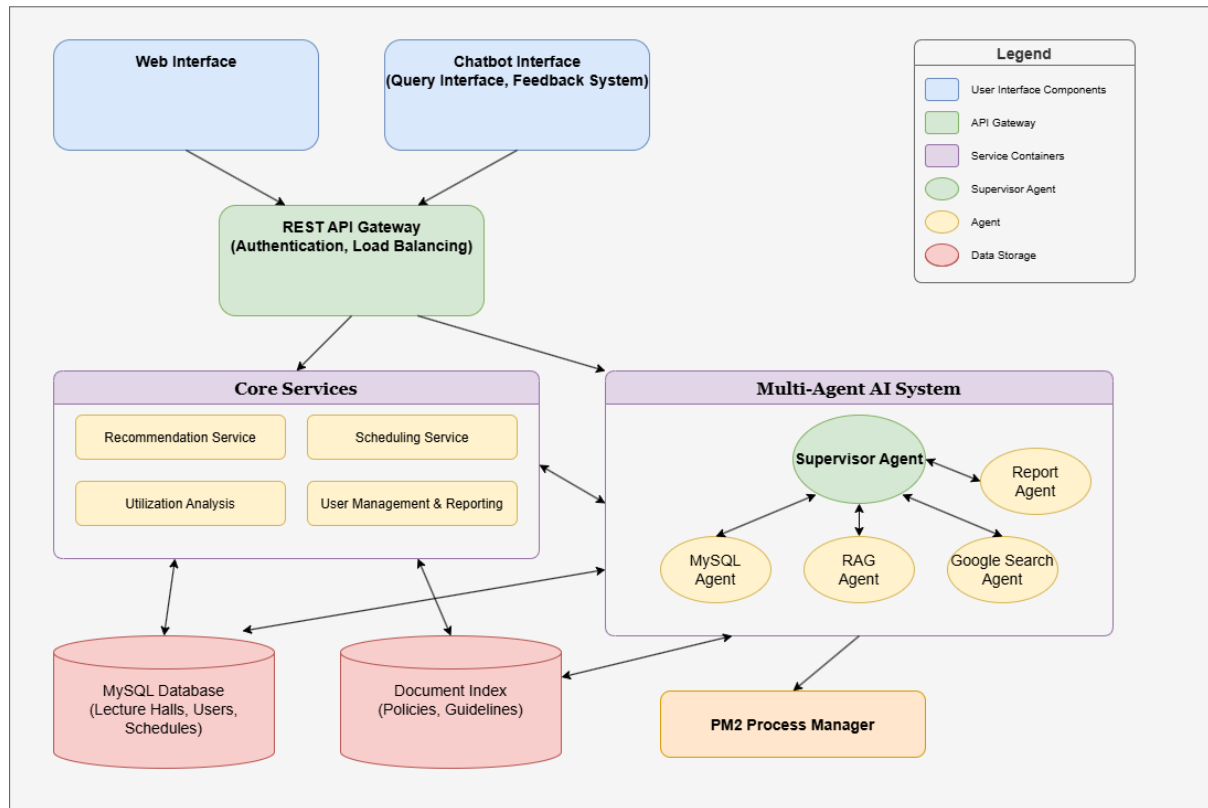 Web Interface
Chatbot Interface
(Query Interface, Feedback System)
Legend
User Interface Components
API Gateway
Service Containers
Supervisor Agent
Agent
Data Storage
REST API Gateway
(Authentication, Load Balancing)
Core Services
Recommendation Service
Scheduling Service
Utilization Analysis
User Management & Reporting
Multi-Agent AI System
Supervisor Agent
Report
Agent
MySQL
Agent
RAG
Agent
Google Search
Agent
MySQL Database
(Lecture Halls, Users,
Schedules)
Document Index
(Policies, Guidelines)
PM2 Process Manager